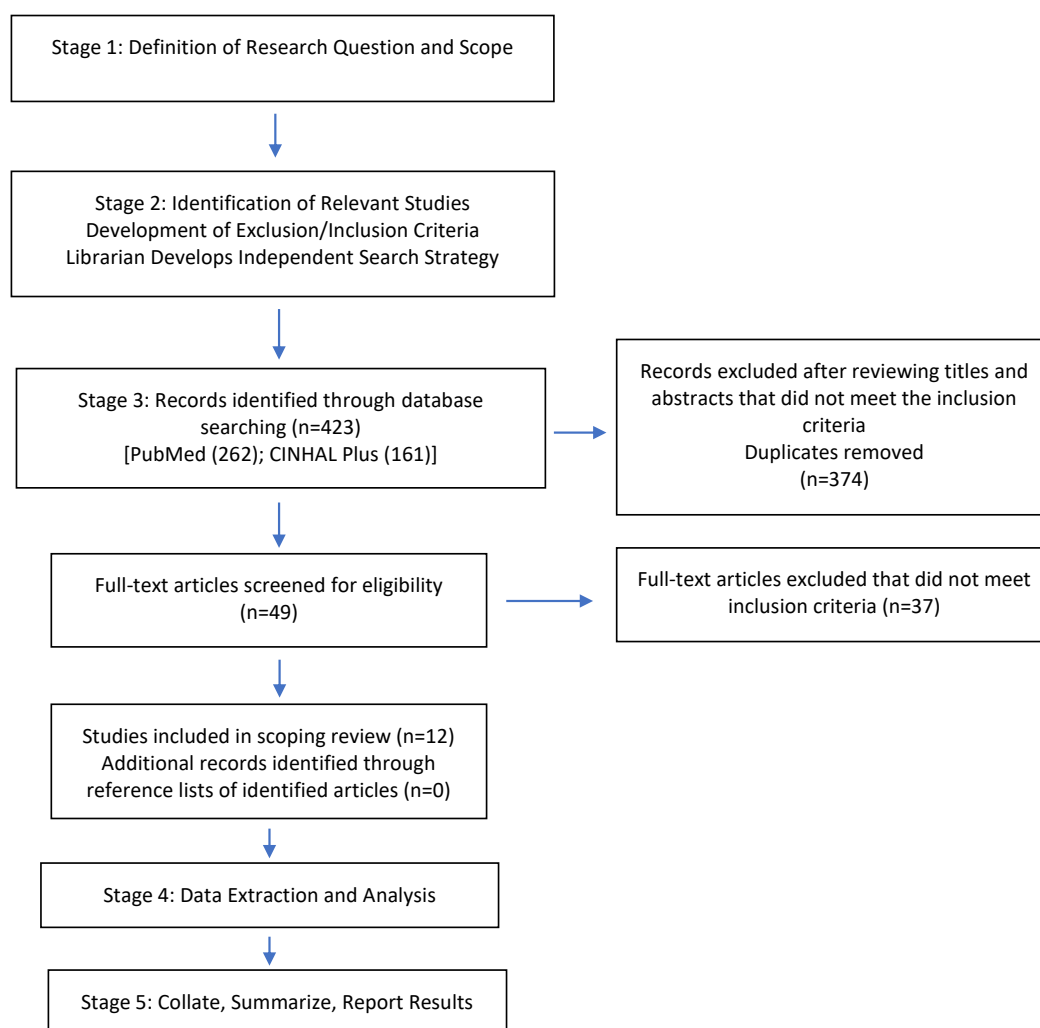 Stage 1: Definition of Research Question and Scope
Stage 2: Identification of Relevant Studies
Development of Exclusion/Inclusion Criteria
Librarian Develops Independent Search Strategy
Stage 3: Records identified through database
searching (n=423)
[PubMed (262); CINHAL Plus (161)]
Records excluded after reviewing titles and
abstracts that did not meet the inclusion
criteria
Duplicates removed
(n=374)
Full-text articles screened for eligibility
(n=49)
Full-text articles excluded that did not meet
inclusion criteria (n=37)
Studies included in scoping review (n=12)
Additional records identified through
reference lists of identified articles (n=0)
Stage 4: Data Extraction and Analysis
Stage 5: Collate, Summarize, Report Results